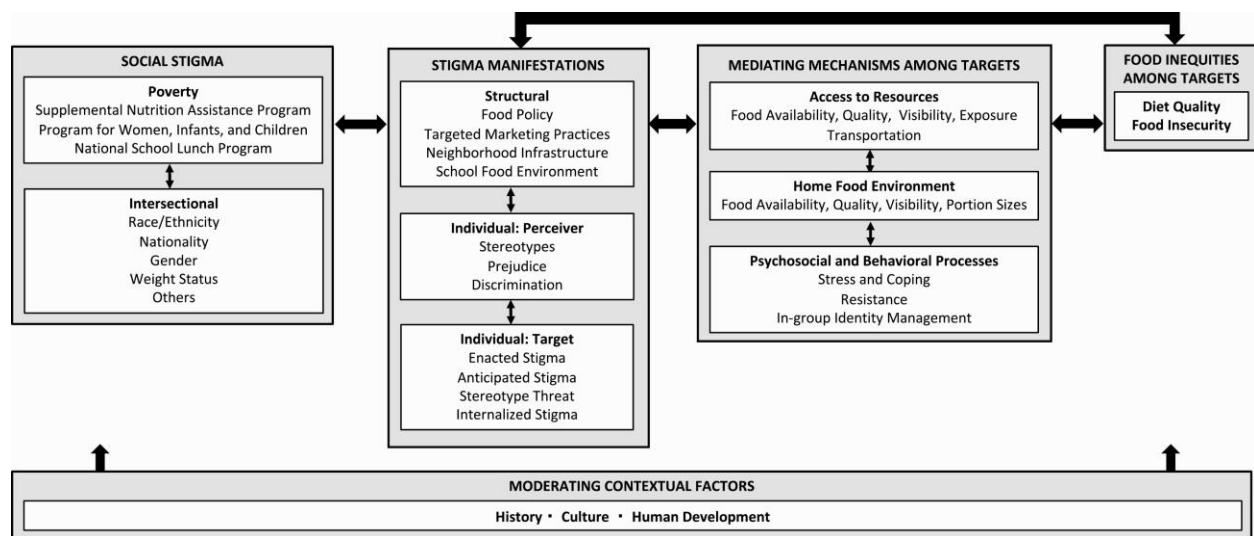 SOCIAL STIGMA
Poverty
Supplemental Nutrition Assistance Program
Program for Women, Infants, and Children
National School Lunch Program
Intersectional
Race/Ethnicity
Nationality
Gender
Weight Status
Others
STIGMA MANIFESTATIONS
Structural
Food Policy
Targeted Marketing Practices
Neighborhood Infrastructure
School Food Environment
Individual: Perceiver
Stereotypes
Prejudice
Discrimination
Individual: Target
Enacted Stigma
Anticipated Stigma
Stereotype Threat
Internalized Stigma
MEDIATING MECHANISMS AMONG TARGETS
Access to Resources
Food Availability, Quality, Visibility, Exposure
Transportation
Home Food Environment
Food Availability, Quality, Visibility, Portion Sizes
Psychosocial and Behavioral Processes
Stress and Coping
Resistance
In-group Identity Management
FOOD INEQUITIES
AMONG TARGETS
Diet Quality
Food Insecurity
MODERATING CONTEXTUAL FACTORS
History · Culture · Human Development